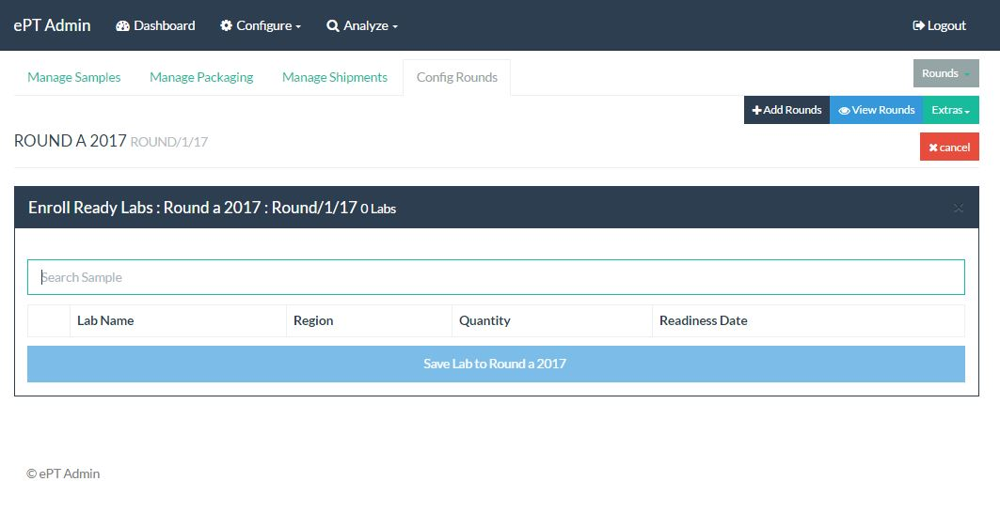 ePT Admin Dashboard Configure Analyze Logout
Manage Samples Manage Packaging Manage Shipments Config Rounds Rounds
Add Rounds View Rounds Extras
ROUND A 2017 ROUND/1/17 cancel
Enroll Ready Labs : Round a 2017 : Round/1/17 0 Labs ×
Search Sample
Lab Name Region Quantity Readiness Date
Save Lab to Round a 2017
© ePT Admin